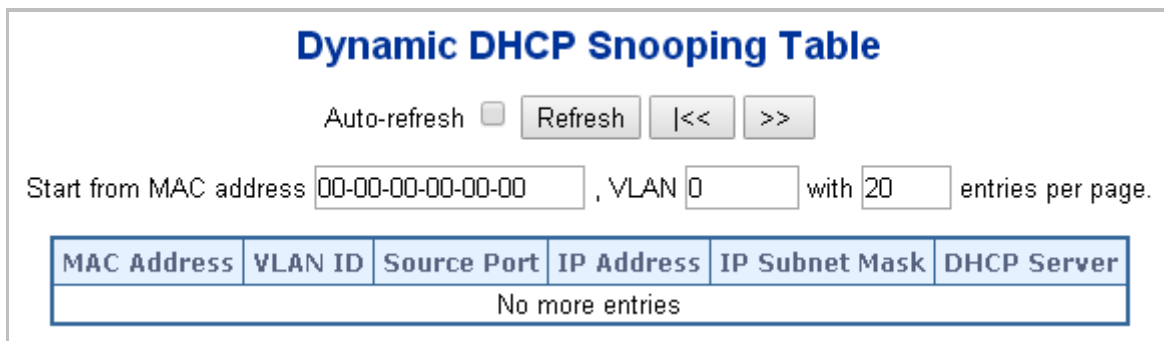 Dynamic DHCP Snooping Table
Auto-refresh Refresh |<< >>
Start from MAC address 00-00-00-00-00-00 , VLAN 0 with 20 entries per page.
MAC Address VLAN ID Source Port IP Address IP Subnet Mask DHCP Server
No more entries